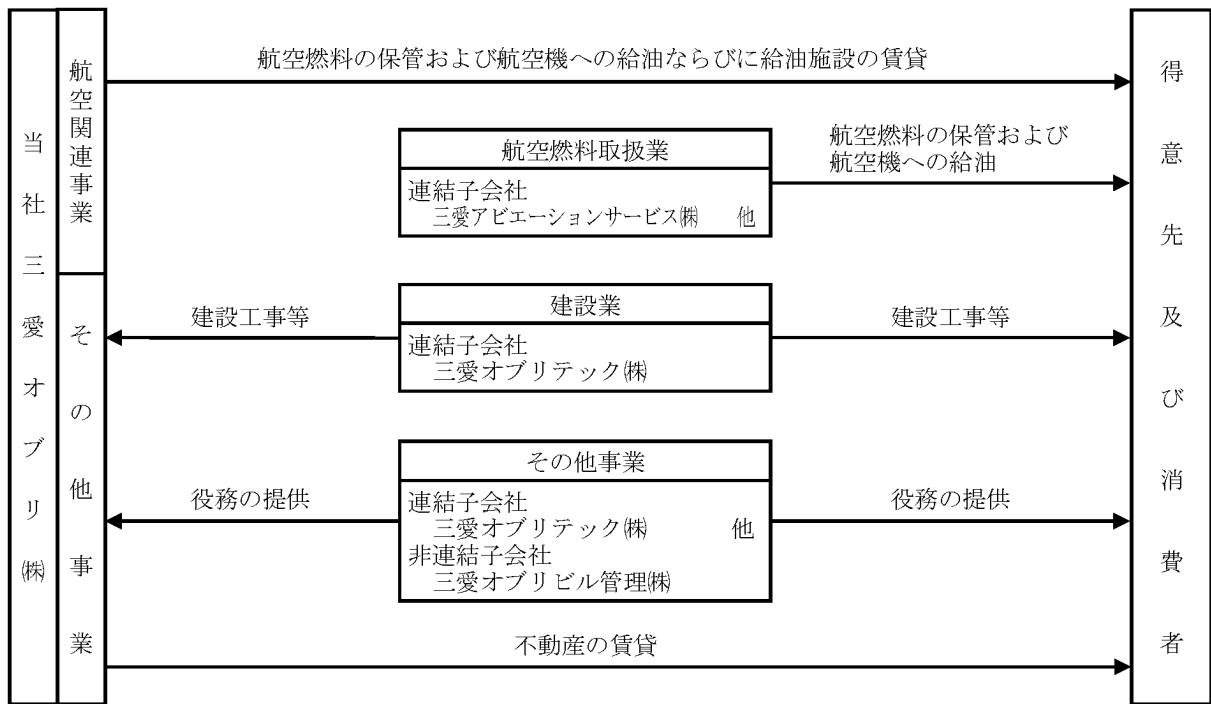 当社三愛オブリ㈱
航空関連事業
その他事業
航空燃料の保管および航空機への給油ならびに給油施設の賃貸
航空燃料取扱業
連結子会社
三愛アビエーションサービス㈱　他
航空燃料の保管および
航空機への給油
建設工事等
建設業
連結子会社
三愛オブリテック㈱
建設工事等
役務の提供
その他事業
連結子会社
三愛オブリテック㈱　他
非連結子会社
三愛オブリビル管理㈱
役務の提供
不動産の賃貸
得意先及び消費者